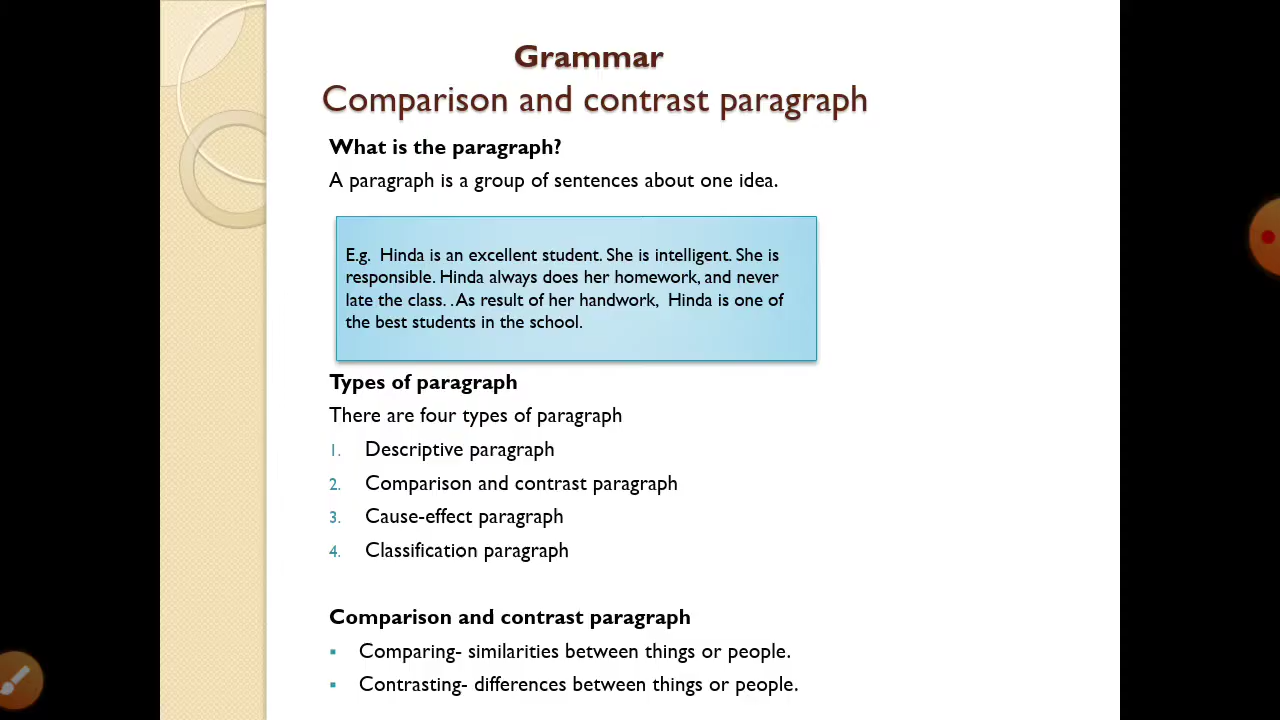 Grammar
Comparison and contrast paragraph
What is the paragraph?
A paragraph is a group of sentences about one idea.
E.g.  Hinda is an excellent student. She is intelligent. She is
responsible. Hinda always does her homework, and never
late the class. . As result of her handwork,  Hinda is one of
the best students in the school.
Types of paragraph
There are four types of paragraph
1. Descriptive paragraph
2. Comparison and contrast paragraph
3. Cause-effect paragraph
4. Classification paragraph
Comparison and contrast paragraph
▪ Comparing- similarities between things or people.
▪ Contrasting- differences between things or people.